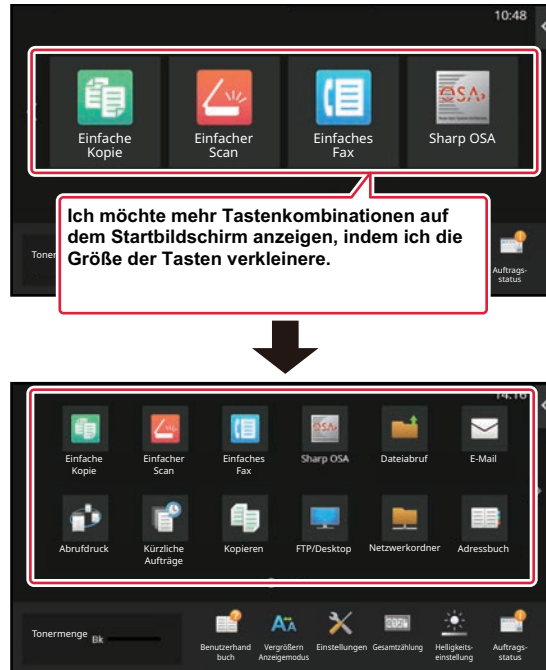 10:48
OSA
Einfache
Kopie
Einfacher
Scan
Einfaches
Fax
Sharp OSA
Ich möchte mehr Tastenkombinationen auf
dem Startbildschirm anzeigen, indem ich die
Größe der Tasten verkleinere.
Toner
Auftrags-
status
14:16
OSA
Einfache
Kopie
Einfacher
Scan
Einfaches
Fax
Sharp OSA
Dateiabruf
E-Mail
Abrufdruck
Kürzliche
Aufträge
Kopieren
FTP/Desktop
Netzwerkordner
Adressbuch
Tonermenge
Bk
Benutzerhand
buch
Vergrößern
Anzeigemodus
Einstellungen
Gesamtzählung
Helligkeits-
einstellung
Auftrags-
status